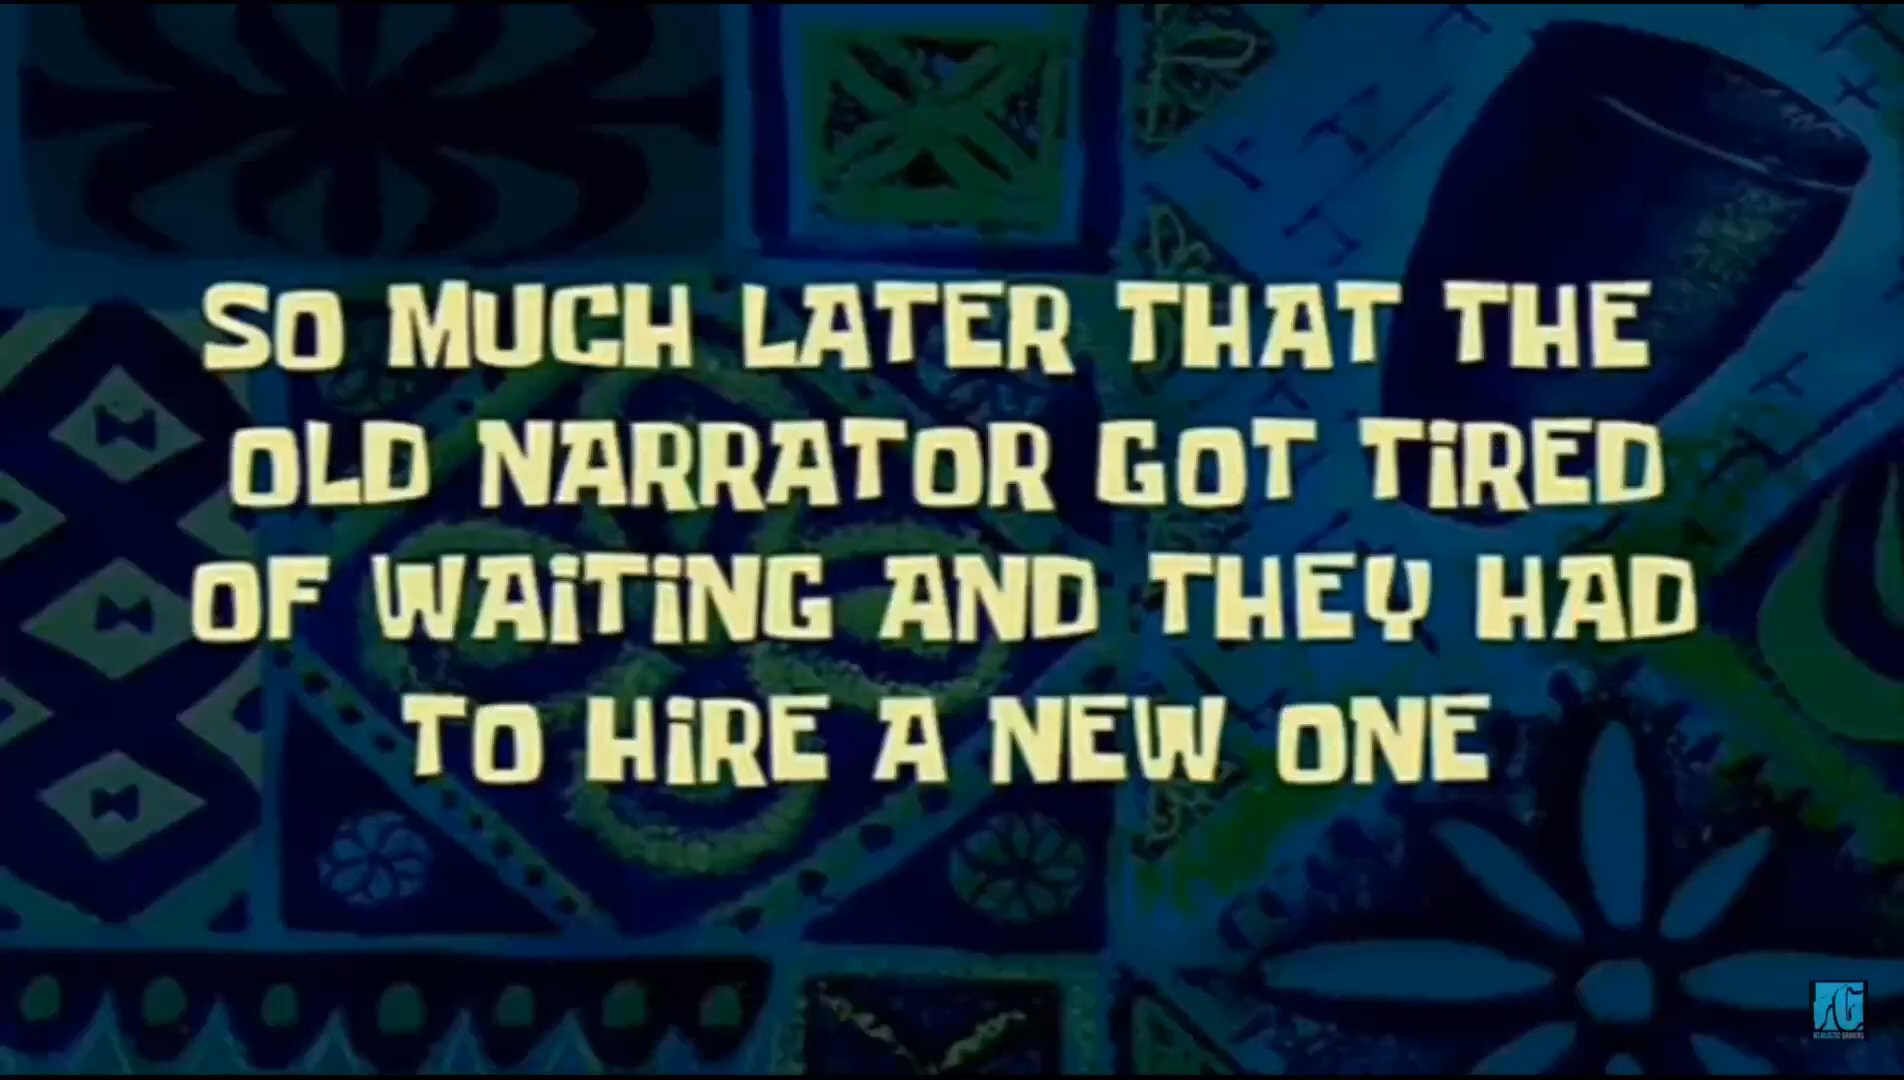 SO MUCH LATER THAT THE
OLD NARRATOR GOT TIRED
OF WAITING AND THEY HAD
TO HIRE A NEW ONE